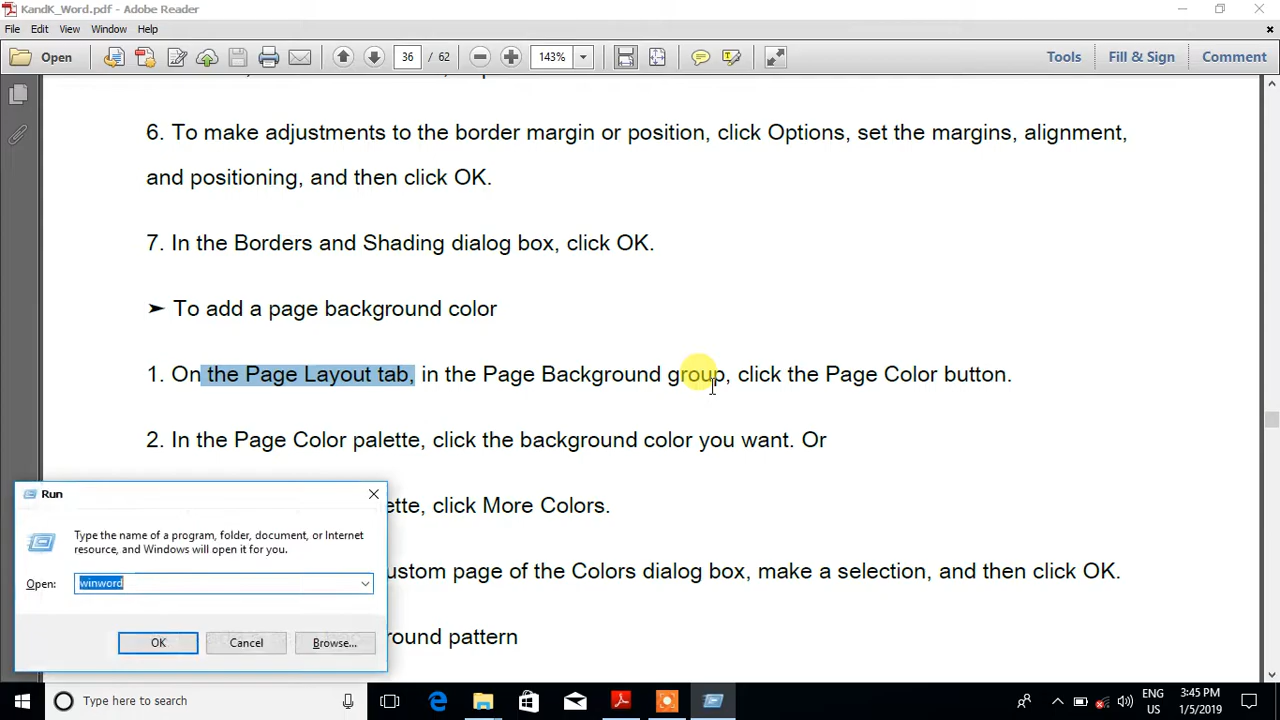 KandK_Word.pdf - Adobe Reader
File Edit View Window Help
Open 36 / 62 143% Tools Fill & Sign Comment
6. To make adjustments to the border margin or position, click Options, set the margins, alignment,
and positioning, and then click OK.
7. In the Borders and Shading dialog box, click OK.
➤ To add a page background color
1. On the Page Layout tab, in the Page Background group, click the Page Color button.
2. In the Page Color palette, click the background color you want. Or
ette, click More Colors.
ustom page of the Colors dialog box, make a selection, and then click OK.
round pattern
Run
Type the name of a program, folder, document, or Internet
resource, and Windows will open it for you.
Open: winword
OK Cancel Browse...
Type here to search
ENG
US
3:45 PM
1/5/2019